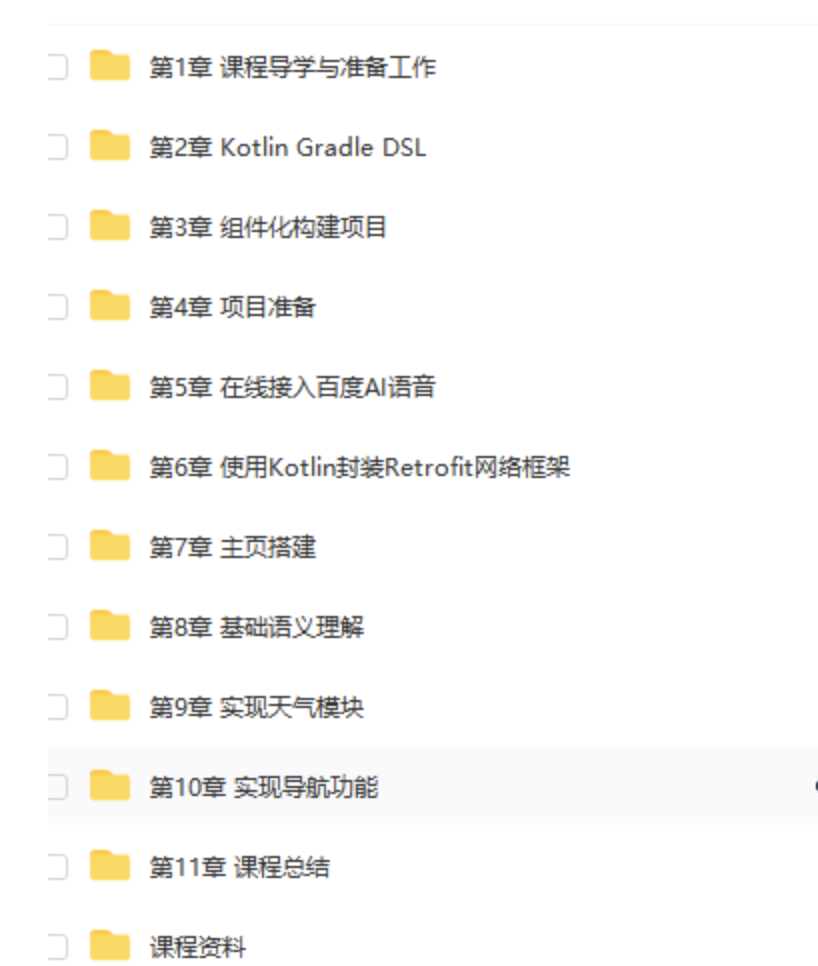 第1章 课程导学与准备工作
第2章 Kotlin Gradle DSL
第3章 组件化构建项目
第4章 项目准备
第5章 在线接入百度AI语音
第6章 使用Kotlin封装Retrofit网络框架
第7章 主页搭建
第8章 基础语义理解
第9章 实现天气模块
第10章 实现导航功能
第11章 课程总结
课程资料